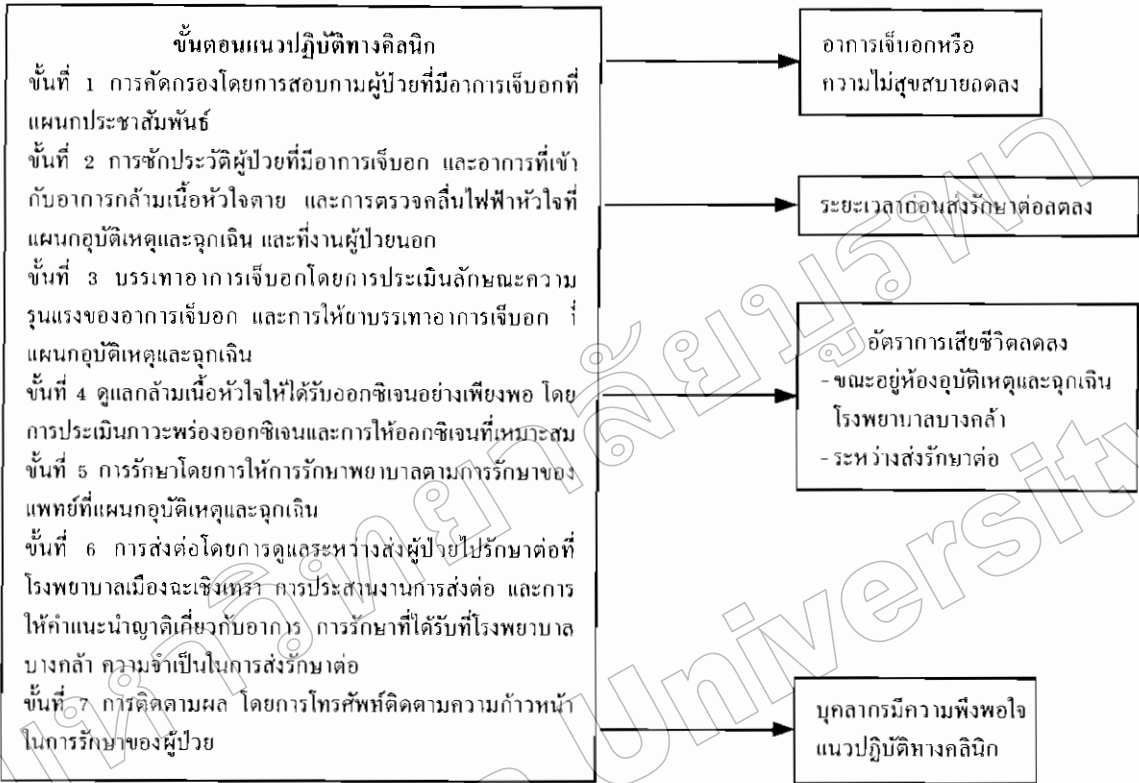 ขั้นตอนแนวปฏิบัติทางคลินิก
ขั้นที่ 1 การคัดกรองโดยการสอบถามผู้ป่วยที่มีอาการเจ็บอกที่
แผนกประชาสัมพันธ์
ขั้นที่ 2 การซักประวัติผู้ป่วยที่มีอาการเจ็บอก และอาการที่เข้า
กับอาการกล้ามเนื้อหัวใจตาย และการตรวจคลื่นไฟฟ้าหัวใจที่
แผนกอุบัติเหตุและฉุกเฉิน และที่งานผู้ป่วยนอก
ขั้นที่ 3 บรรเทาอาการเจ็บอกโดยการประเมินลักษณะความ
รุนแรงของอาการเจ็บอก และการให้ยาบรรเทาอาการเจ็บอก
แผนกอุบัติเหตุและฉุกเฉิน
ขั้นที่ 4 ดูแลกล้ามเนื้อหัวใจให้ได้รับออกซิเจนอย่างเพียงพอ โดย
การประเมินภาวะพร่องออกซิเจนและการให้ออกซิเจนที่เหมาะสม
ขั้นที่ 5 การรักษาโดยการให้การรักษาพยาบาลตามการรักษาของ
แพทย์ที่แผนกอุบัติเหตุและฉุกเฉิน
ขั้นที่ 6 การส่งต่อโดยการดูแลระหว่างส่งผู้ป่วยไปรักษาต่อที่
โรงพยาบาลเมืองฉะเชิงเทรา การประสานงานการส่งต่อ และการ
ให้คำแนะนำญาติเกี่ยวกับอาการ การรักษาที่ได้รับที่โรงพยาบาล
บางคล้า ความจำเป็นในการส่งรักษาต่อ
ขั้นที่ 7 การติดตามผล โดยการโทรศัพท์ติดตามความก้าวหน้า
ในการรักษาของผู้ป่วย
อาการเจ็บอกหรือ
ความไม่สุขสบายลดลง
ระยะเวลาก่อนส่งรักษาต่อลดลง
อัตราการเสียชีวิตลดลง
-ขณะอยู่ห้องอุบัติเหตุและฉุกเฉิน
โรงพยาบาลบางคล้า
-ระหว่างส่งรักษาต่อ
บุคลากรมีความพึงพอใจ
แนวปฏิบัติทางคลินิก
มหาวิทยาลัยบูรพา
University